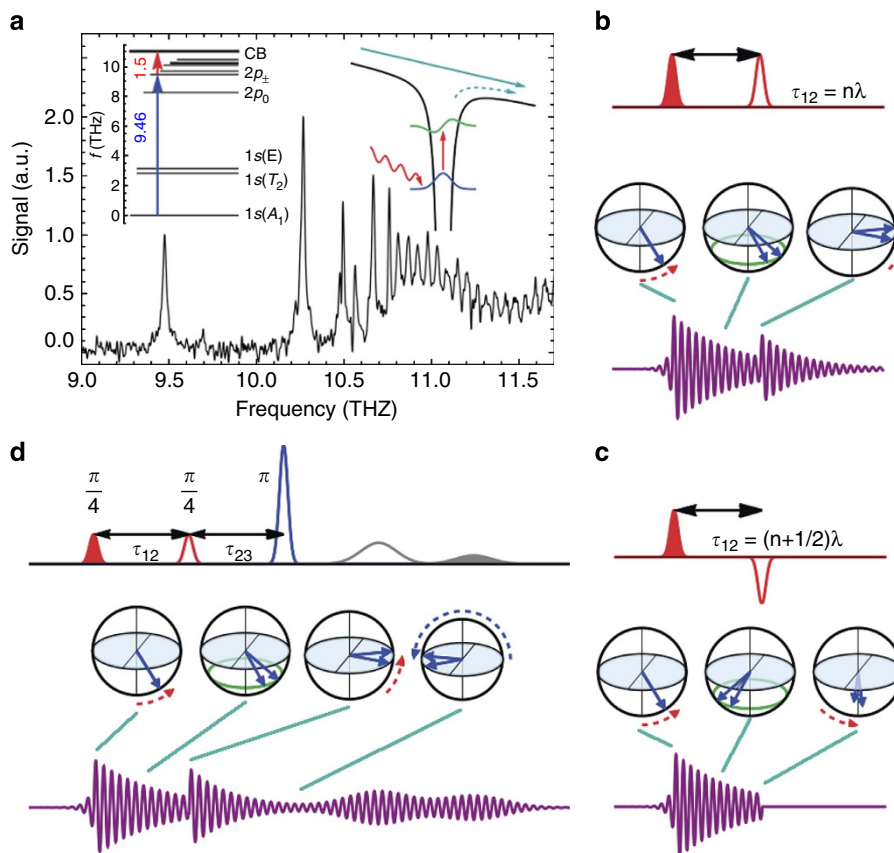 a
Signal (a.u.)
2.0
1.5
1.0
0.5
0.0
9.0 9.5 10.0 10.5 11.0 11.5
Frequency (THZ)
f (THz)
10
8
6
4
2
0
1.5
9.46
CB
2p±
2p0
1s(E)
1s(T2)
1s(A1)
b
τ12 = nλ
d
π/4 π/4 π
τ12 τ23
c
τ12 = (n+1/2)λ